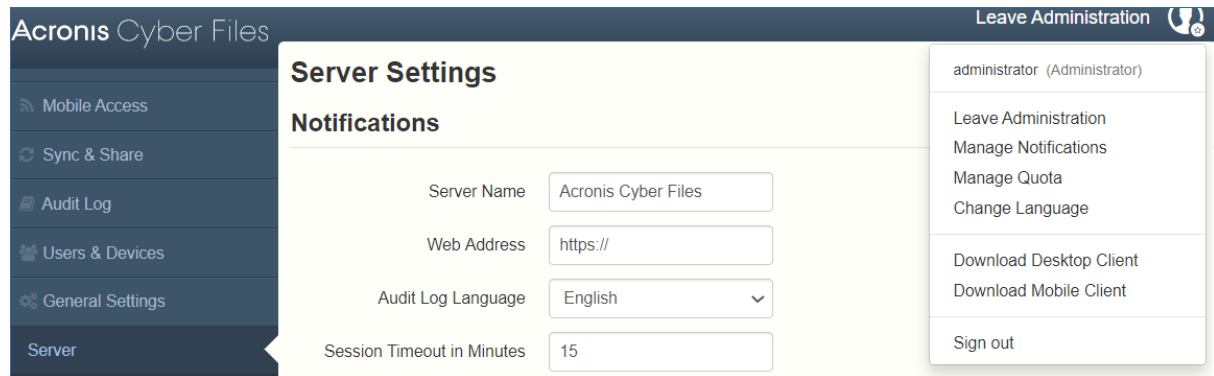 Acronis Cyber Files
Leave Administration
Mobile Access
Sync & Share
Audit Log
Users & Devices
General Settings
Server
Server Settings
Notifications
Server Name
Acronis Cyber Files
Web Address
https://
Audit Log Language
English
Session Timeout in Minutes
15
administrator (Administrator)
Leave Administration
Manage Notifications
Manage Quota
Change Language
Download Desktop Client
Download Mobile Client
Sign out